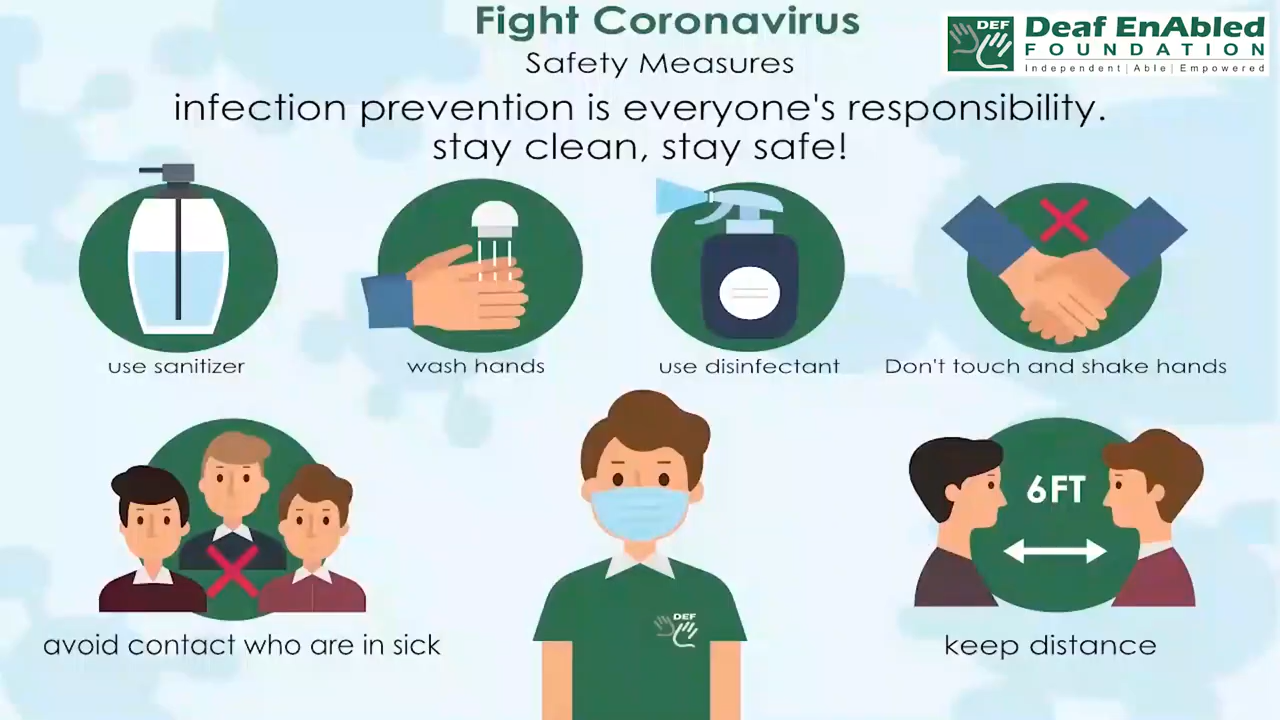 Fight Coronavirus
Safety Measures
DEF
Deaf EnAbled
FOUNDATION
Independent | Able | Empowered
infection prevention is everyone's responsibility.
stay clean, stay safe!
use sanitizer
wash hands
use disinfectant
Don't touch and shake hands
6FT
DEF
avoid contact who are in sick
keep distance